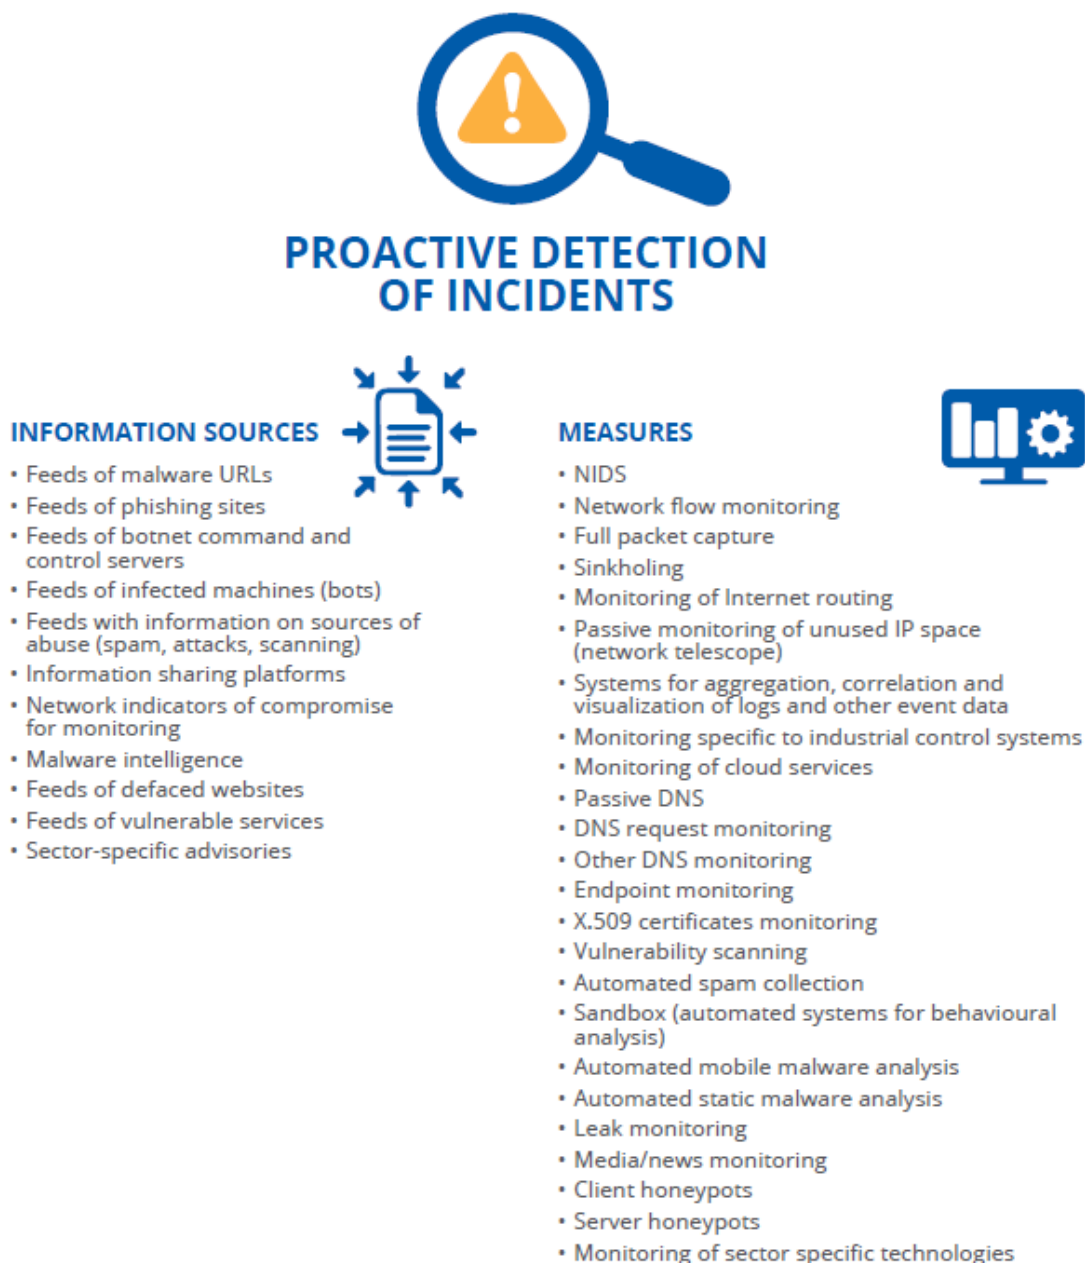 PROACTIVE DETECTION
OF INCIDENTS
INFORMATION SOURCES
• Feeds of malware URLs
• Feeds of phishing sites
• Feeds of botnet command and
control servers
• Feeds of infected machines (bots)
• Feeds with information on sources of
abuse (spam, attacks, scanning)
• Information sharing platforms
• Network indicators of compromise
for monitoring
• Malware intelligence
• Feeds of defaced websites
• Feeds of vulnerable services
• Sector-specific advisories
MEASURES
• NIDS
• Network flow monitoring
• Full packet capture
• Sinkholing
• Monitoring of Internet routing
• Passive monitoring of unused IP space
(network telescope)
• Systems for aggregation, correlation and
visualization of logs and other event data
• Monitoring specific to industrial control systems
• Monitoring of cloud services
• Passive DNS
• DNS request monitoring
• Other DNS monitoring
• Endpoint monitoring
• X.509 certificates monitoring
• Vulnerability scanning
• Automated spam collection
• Sandbox (automated systems for behavioural
analysis)
• Automated mobile malware analysis
• Automated static malware analysis
• Leak monitoring
• Media/news monitoring
• Client honeypots
• Server honeypots
• Monitoring of sector specific technologies